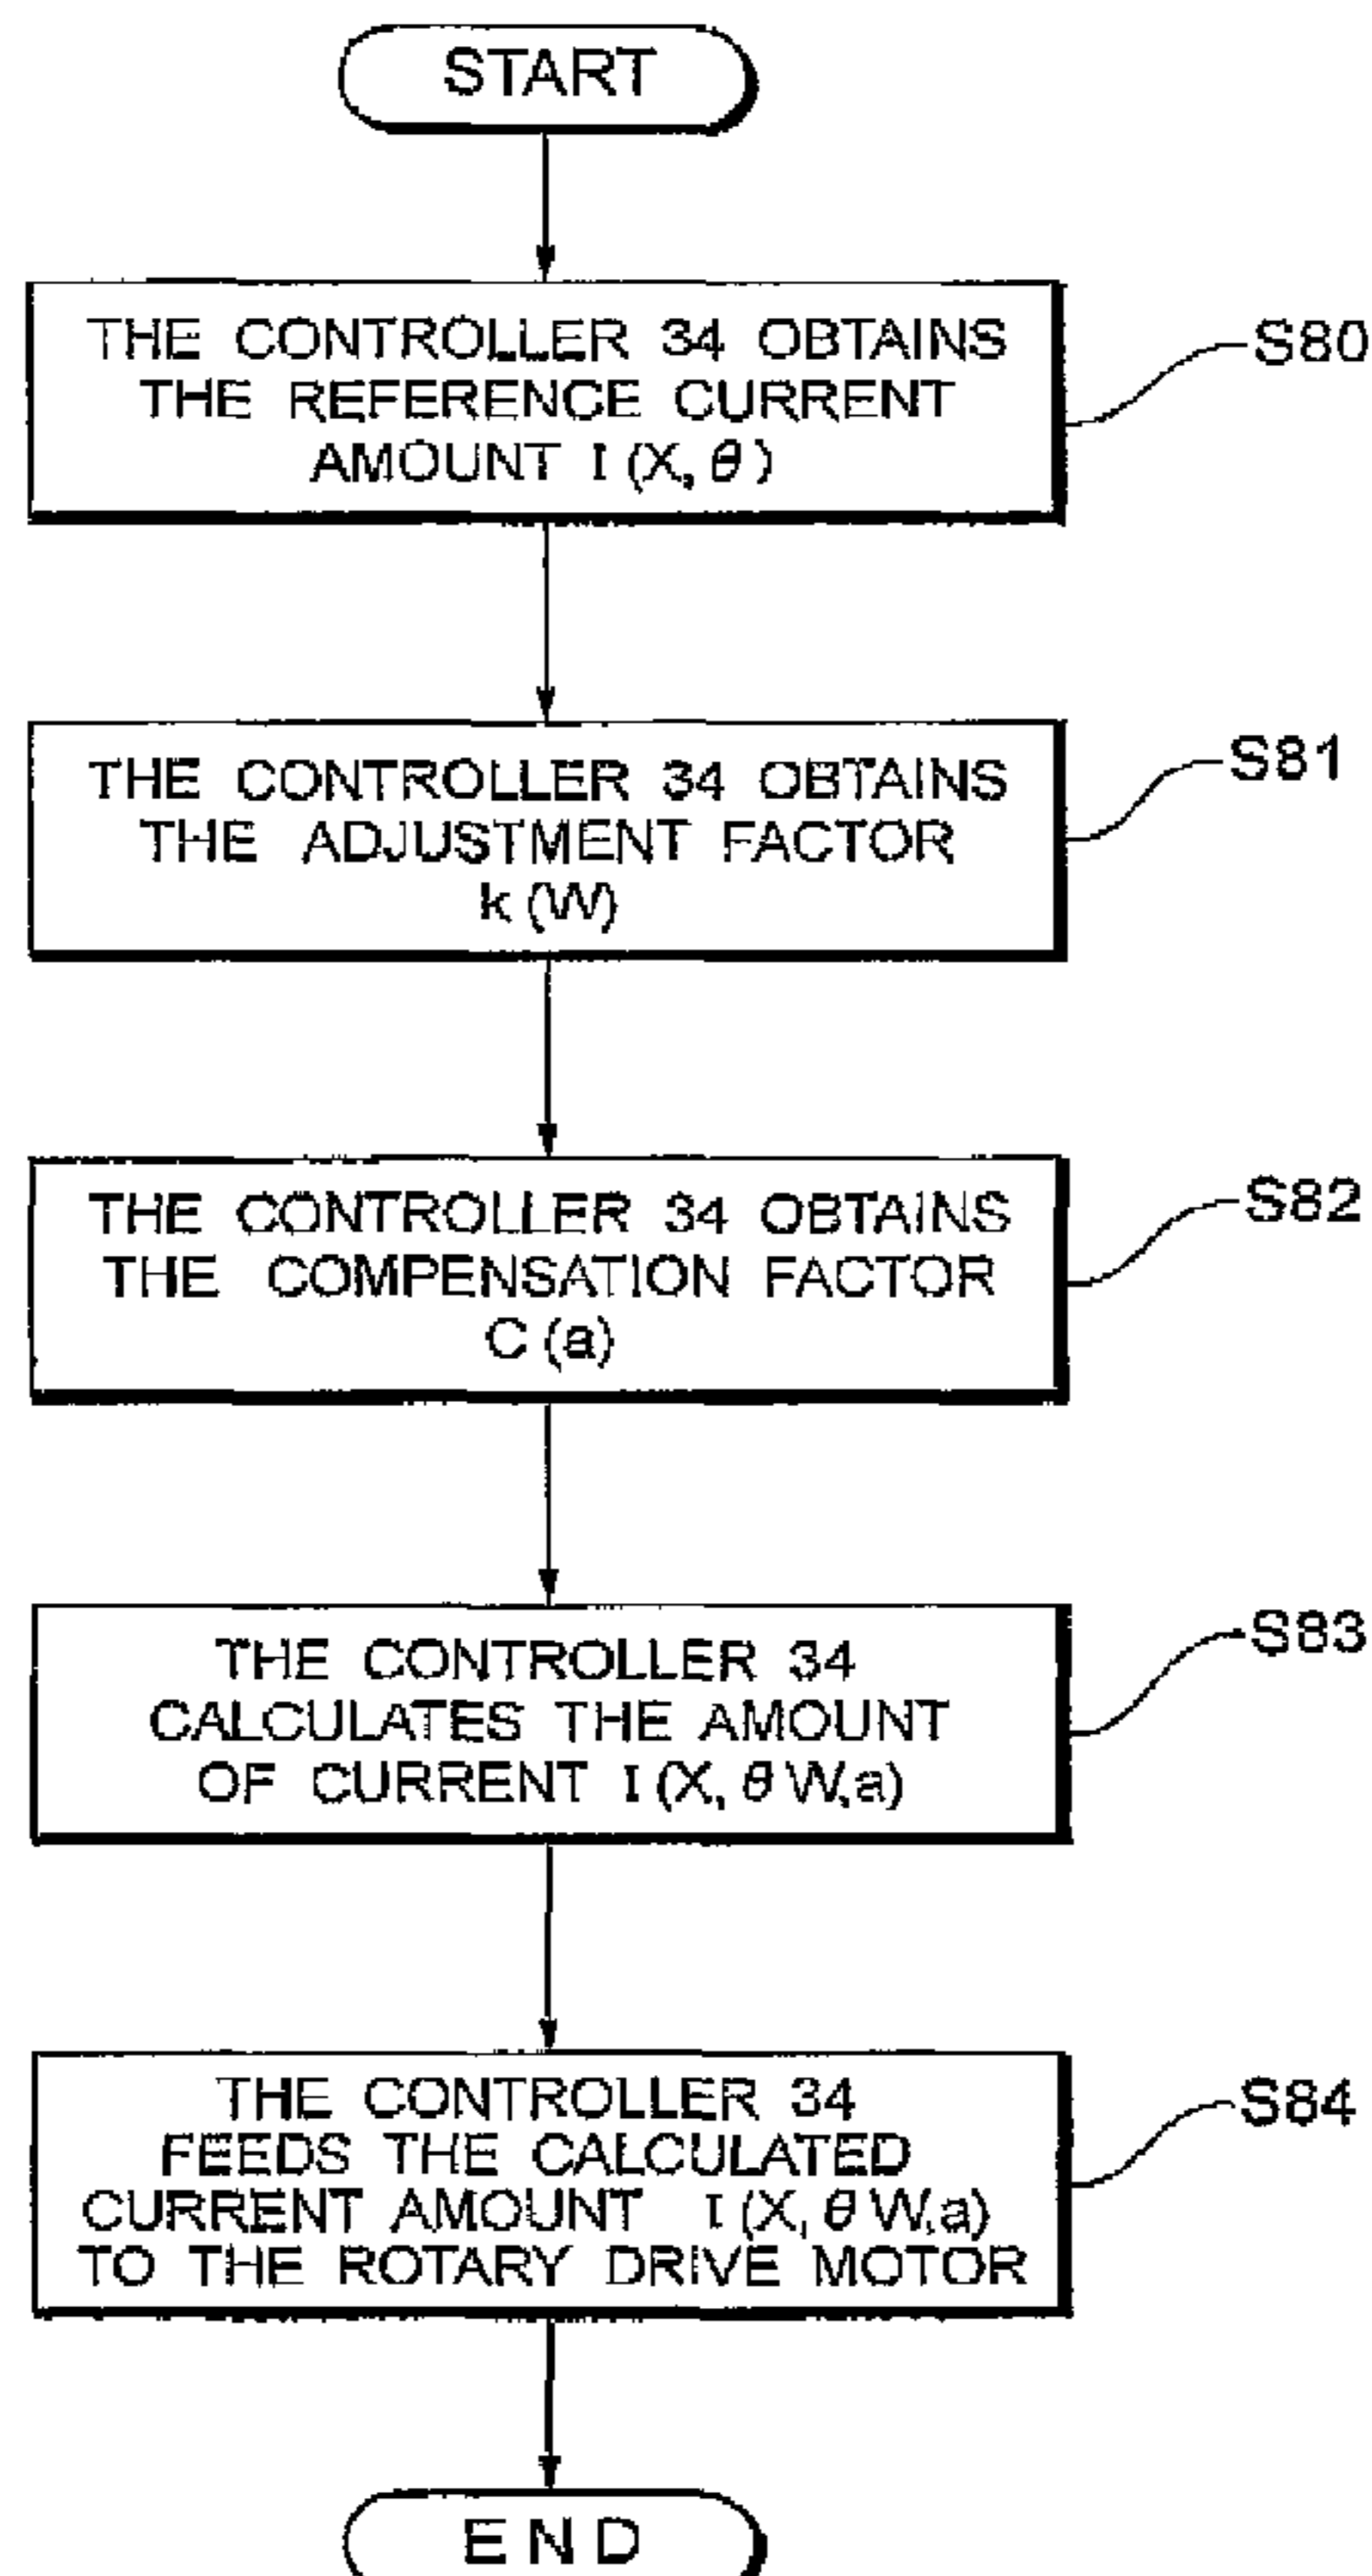 START
THE CONTROLLER 34 OBTAINS
THE REFERENCE CURRENT
AMOUNT I (X, θ)
S80
THE CONTROLLER 34 OBTAINS
THE ADJUSTMENT FACTOR
k (W)
S81
THE CONTROLLER 34 OBTAINS
THE COMPENSATION FACTOR
C (a)
S82
THE CONTROLLER 34
CALCULATES THE AMOUNT
OF CURRENT I (X, θ W,a)
S83
THE CONTROLLER 34
FEEDS THE CALCULATED
CURRENT AMOUNT I (X, θ W,a)
TO THE ROTARY DRIVE MOTOR
S84
END